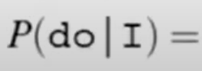 P(do|I) =